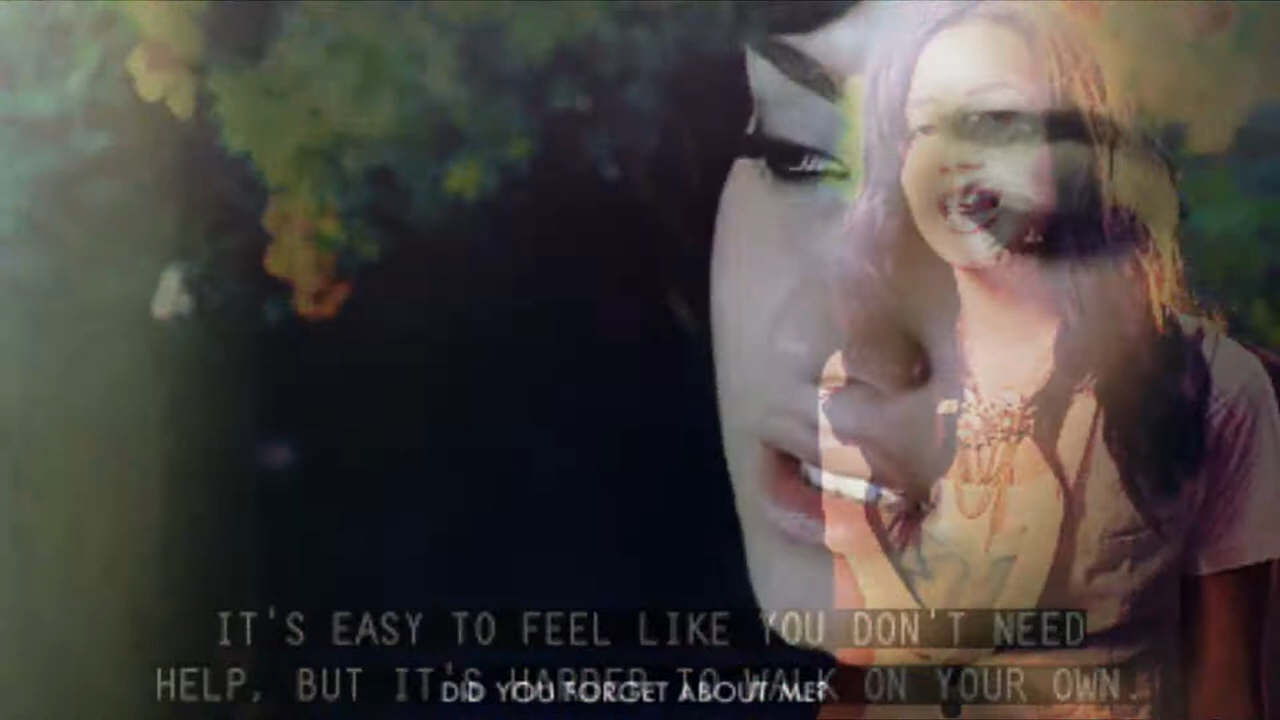 IT'S EASY TO FEEL LIKE YOU DON'T NEED
HELP, BUT IT'S HARDER TO WALK ON YOUR OWN.
DID YOU FORGET ABOUT ME?